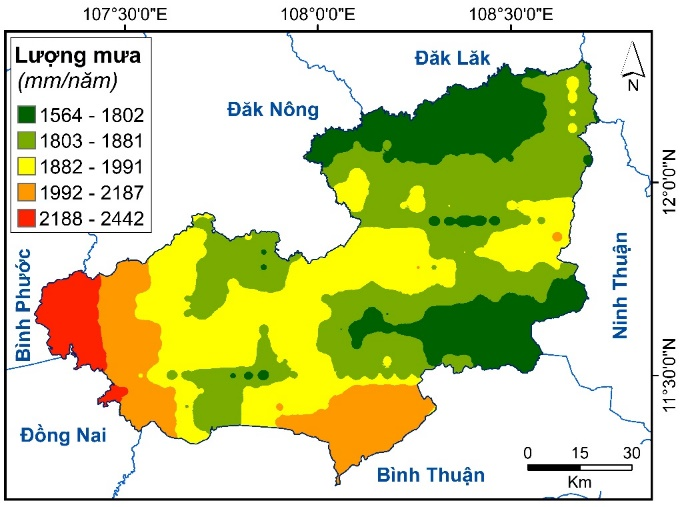 107°30'0"E
108°0'0"E
108°30'0"E
Lượng mưa
(mm/năm)
1564 - 1802
1803 - 1881
1882 - 1991
1992 - 2187
2188 - 2442
Đăk Lăk
Đăk Nông
N
12°0'0"N
Ninh Thuận
Bình Phước
11°30'0"N
Đồng Nai
Bình Thuận
0 15 30
Km